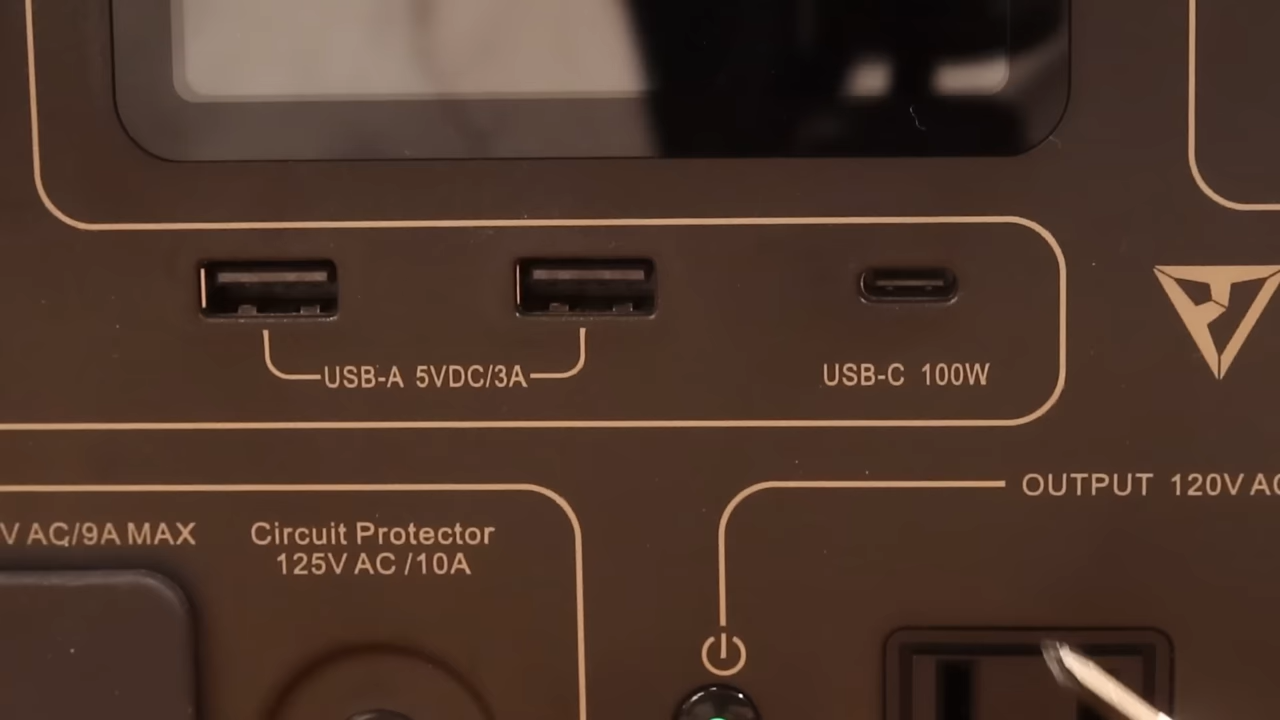 USB-A 5VDC/3A
USB-C 100W
OUTPUT 120V AC
V AC/9A MAX
Circuit Protector
125V AC /10A